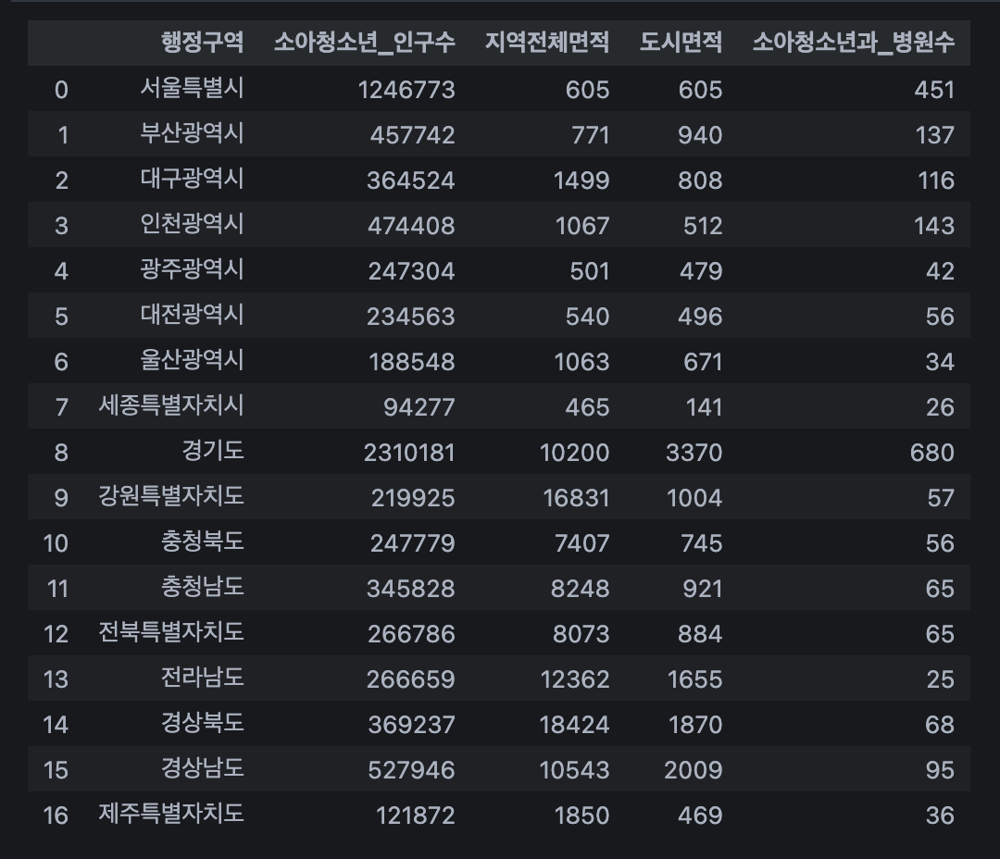 행정구역 소아청소년_인구수 지역전체면적 도시면적 소아청소년과_병원수
0 서울특별시 1246773 605 605 451
1 부산광역시 457742 771 940 137
2 대구광역시 364524 1499 808 116
3 인천광역시 474408 1067 512 143
4 광주광역시 247304 501 479 42
5 대전광역시 234563 540 496 56
6 울산광역시 188548 1063 671 34
7 세종특별자치시 94277 465 141 26
8 경기도 2310181 10200 3370 680
9 강원특별자치도 219925 16831 1004 57
10 충청북도 247779 7407 745 56
11 충청남도 345828 8248 921 65
12 전북특별자치도 266786 8073 884 65
13 전라남도 266659 12362 1655 25
14 경상북도 369237 18424 1870 68
15 경상남도 527946 10543 2009 95
16 제주특별자치도 121872 1850 469 36